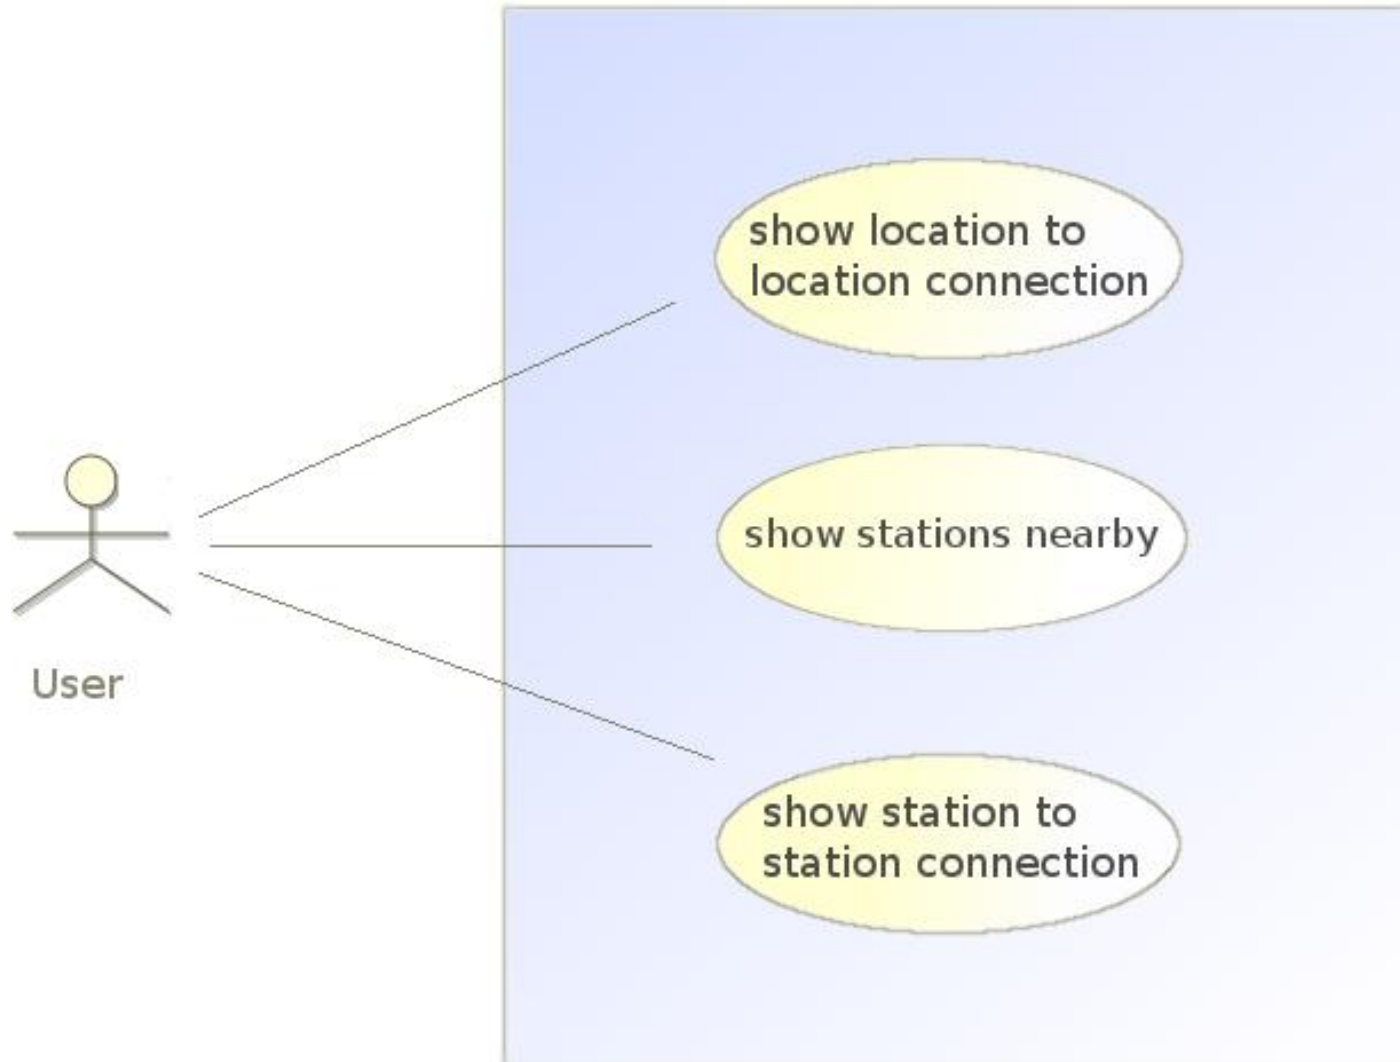 show location to
location connection
show stations nearby
User
show station to
station connection